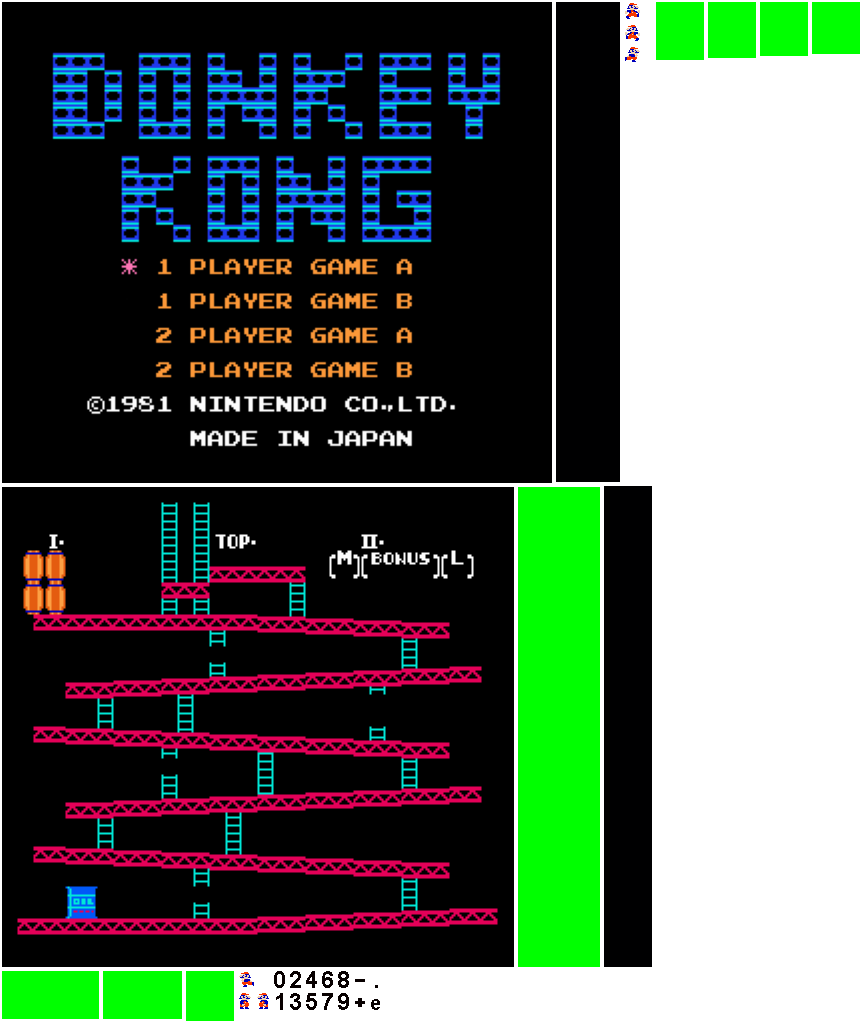 DONKEY
KONG
1 PLAYER GAME A
1 PLAYER GAME B
2 PLAYER GAME A
2 PLAYER GAME B
©1981 NINTENDO CO.,LTD.
MADE IN JAPAN
I. TOP. II.
(M)(BONUS)(L)
OIL
02468-.
13579+e